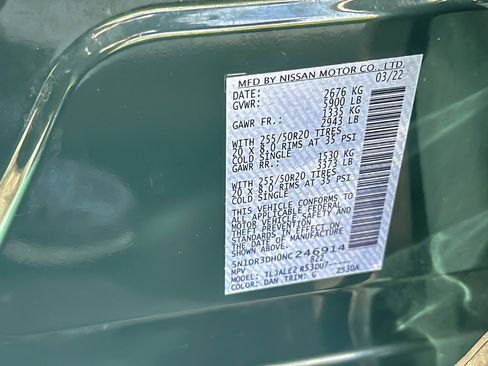 MFD BY NISSAN MOTOR CO., LTD.
DATE: 03/22
GVWR: 2676 KG
5900 LB
GAWR FR.: 1335 KG
2943 LB
WITH 255/50R20 TIRES
20 X 8.0 RIMS AT 35 PSI
COLD SINGLE
GAWR RR.: 1530 KG
3373 LB
WITH 255/50R20 TIRES
20 X 8.0 RIMS AT 35 PSI
COLD SINGLE
THIS VEHICLE CONFORMS TO
ALL APPLICABLE FEDERAL
MOTOR VEHICLE SAFETY AND
THEFT PREVENTION
STANDARDS IN EFFECT ON
THE DATE OF MANUFACTURE
SHOWN ABOVE.
5N1DR3DH0NC246914
MPV 822
MODEL: TLJALE2 R53DU7-----
COLOR: DAN TRIM: G Z530A